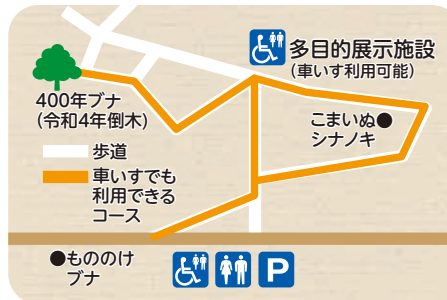 多目的展示施設
(車いす利用可能)
400年ブナ
(令和4年倒木)
こまいぬ●
シナノキ
歩道
車いすでも
利用できる
コース
●もののけ
ブナ
P